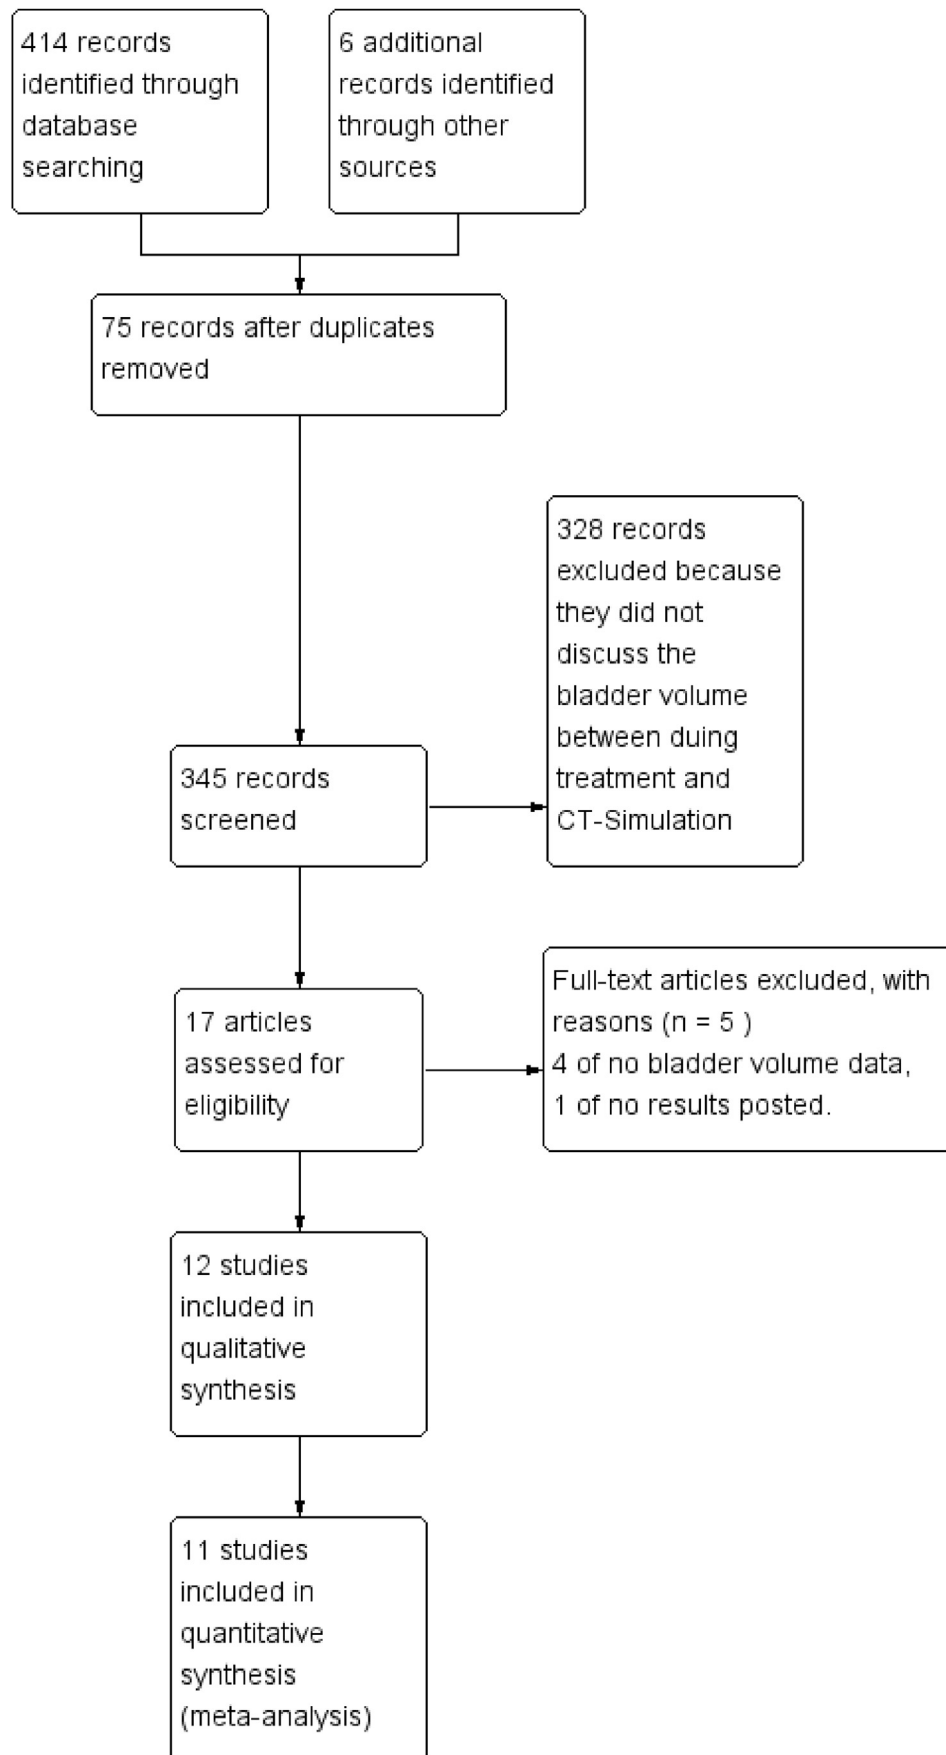 414 records
identified through
database
searching
6 additional
records identified
through other
sources
75 records after duplicates
removed
328 records
excluded because
they did not
discuss the
bladder volume
between duing
treatment and
CT-Simulation
345 records
screened
Full-text articles excluded, with
reasons (n = 5 )
4 of no bladder volume data,
1 of no results posted.
17 articles
assessed for
eligibility
12 studies
included in
qualitative
synthesis
11 studies
included in
quantitative
synthesis
(meta-analysis)